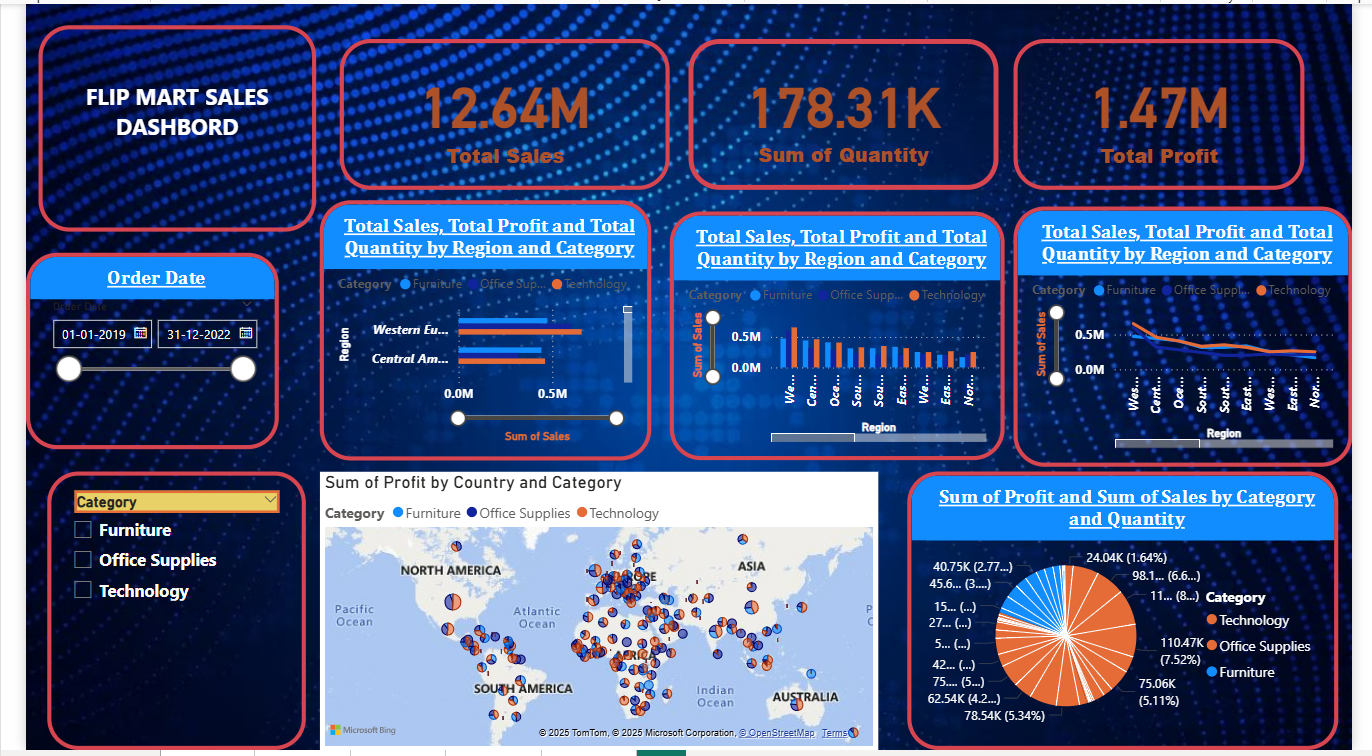 FLIP MART SALES
DASHBORD
12.64M
Total Sales
178.31K
Sum of Quantity
1.47M
Total Profit
Order Date
Order Date
01-01-2019
31-12-2022
Total Sales, Total Profit and Total
Quantity by Region and Category
Category Furniture Office Sup... Technology
Region
Western Eu...
Central Am...
0.0M 0.5M
Sum of Sales
Total Sales, Total Profit and Total
Quantity by Region and Category
Category Furniture Office Supp... Technology
Sum of Sales
0.5M
0.0M
We...
Cen...
Oce...
Sou...
Sou...
Eas...
We...
Eas...
Nor...
Region
Total Sales, Total Profit and Total
Quantity by Region and Category
Category Furniture Office Suppl... Technology
Sum of Sales
0.5M
0.0M
Wes...
Cent...
Oce...
Sout...
Sout...
East...
Wes...
East...
Nor...
Region
Category
Furniture
Office Supplies
Technology
Sum of Profit by Country and Category
Category Furniture Office Supplies Technology
NORTH AMERICA
EUROPE
ASIA
Pacific
Ocean
Atlantic
Ocean
AFRICA
SOUTH AMERICA
Indian
Ocean
AUSTRALIA
P
O
Microsoft Bing
© 2025 TomTom, © 2025 Microsoft Corporation, © OpenStreetMap Terms
Sum of Profit and Sum of Sales by Category
and Quantity
24.04K (1.64%)
98.1... (6.6...)
11... (8...)
110.47K
(7.52%)
75.06K
(5.11%)
78.54K (5.34%)
62.54K (4.2...)
75... (5...)
42... (...)
5... (...)
27... (...)
15... (...)
45.6... (3....)
40.75K (2.77...)
Category
Technology
Office Supplies
Furniture